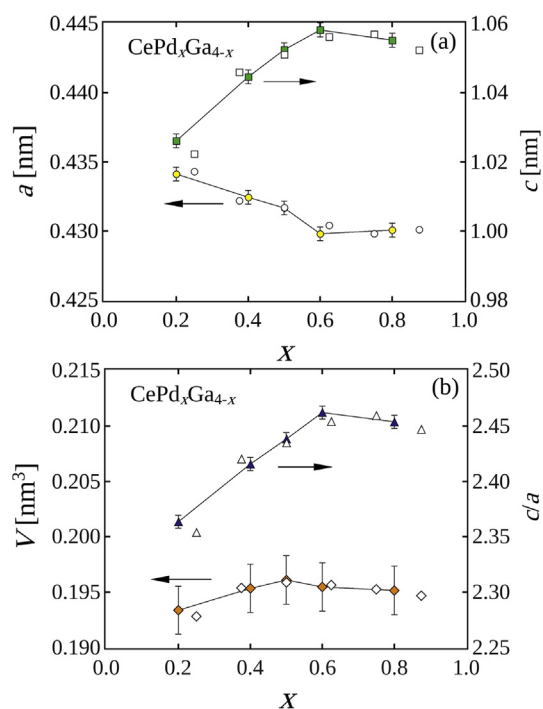 0.445
1.06
CePdxGa4-x
(a)
0.440
1.04
a [nm]
0.435
1.02
c [nm]
0.430
1.00
0.425
0.98
0.0 0.2 0.4 0.6 0.8 1.0
X
0.215
2.50
CePdxGa4-x
(b)
0.210
2.45
0.205
2.40
V [nm³]
c/a
0.200
2.35
0.195
2.30
0.190
2.25
0.0 0.2 0.4 0.6 0.8 1.0
X